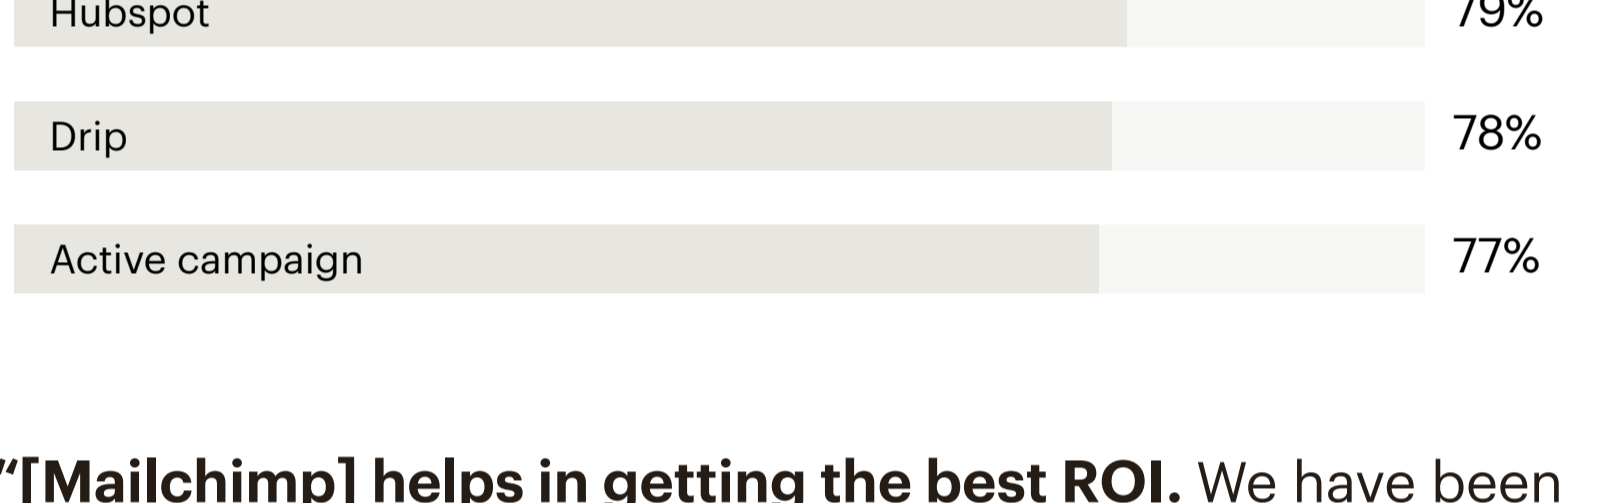 Hubspot 79%
Drip 78%
Active campaign 77%
“[Mailchimp] helps in getting the best ROI. We have been